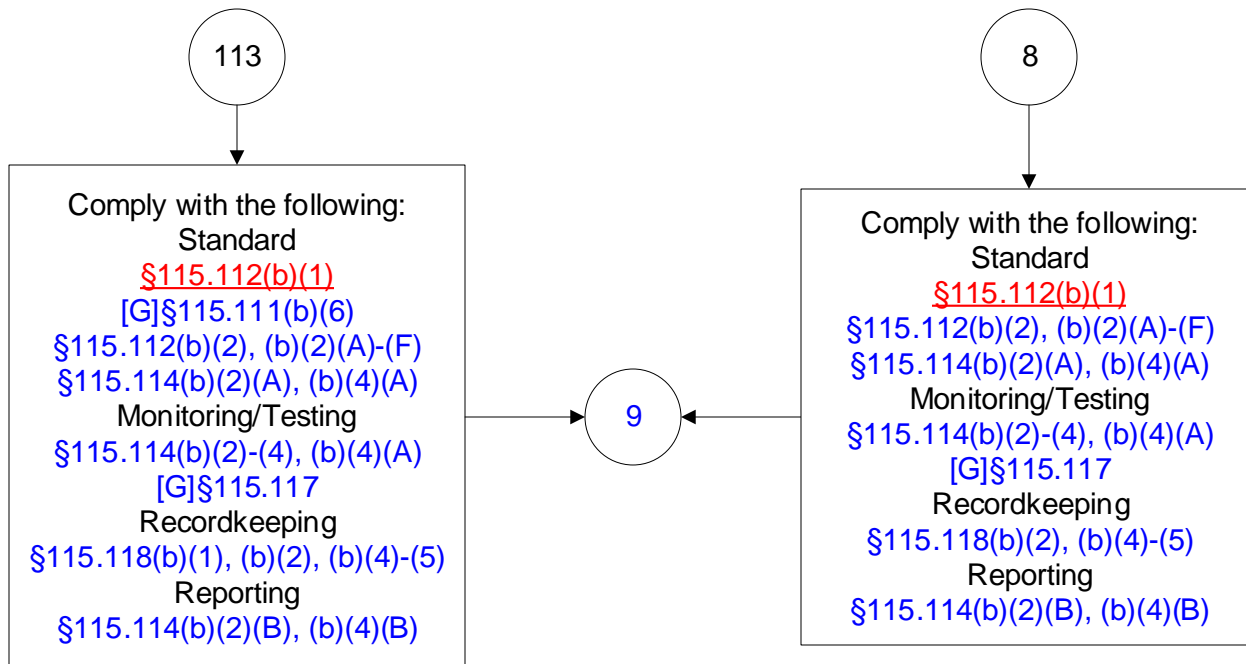 113
Comply with the following:
Standard
§115.112(b)(1)
[G]§115.111(b)(6)
§115.112(b)(2), (b)(2)(A)-(F)
§115.114(b)(2)(A), (b)(4)(A)
Monitoring/Testing
§115.114(b)(2)-(4), (b)(4)(A)
[G]§115.117
Recordkeeping
§115.118(b)(1), (b)(2), (b)(4)-(5)
Reporting
§115.114(b)(2)(B), (b)(4)(B)
9
8
Comply with the following:
Standard
§115.112(b)(1)
§115.112(b)(2), (b)(2)(A)-(F)
§115.114(b)(2)(A), (b)(4)(A)
Monitoring/Testing
§115.114(b)(2)-(4), (b)(4)(A)
[G]§115.117
Recordkeeping
§115.118(b)(2), (b)(4)-(5)
Reporting
§115.114(b)(2)(B), (b)(4)(B)